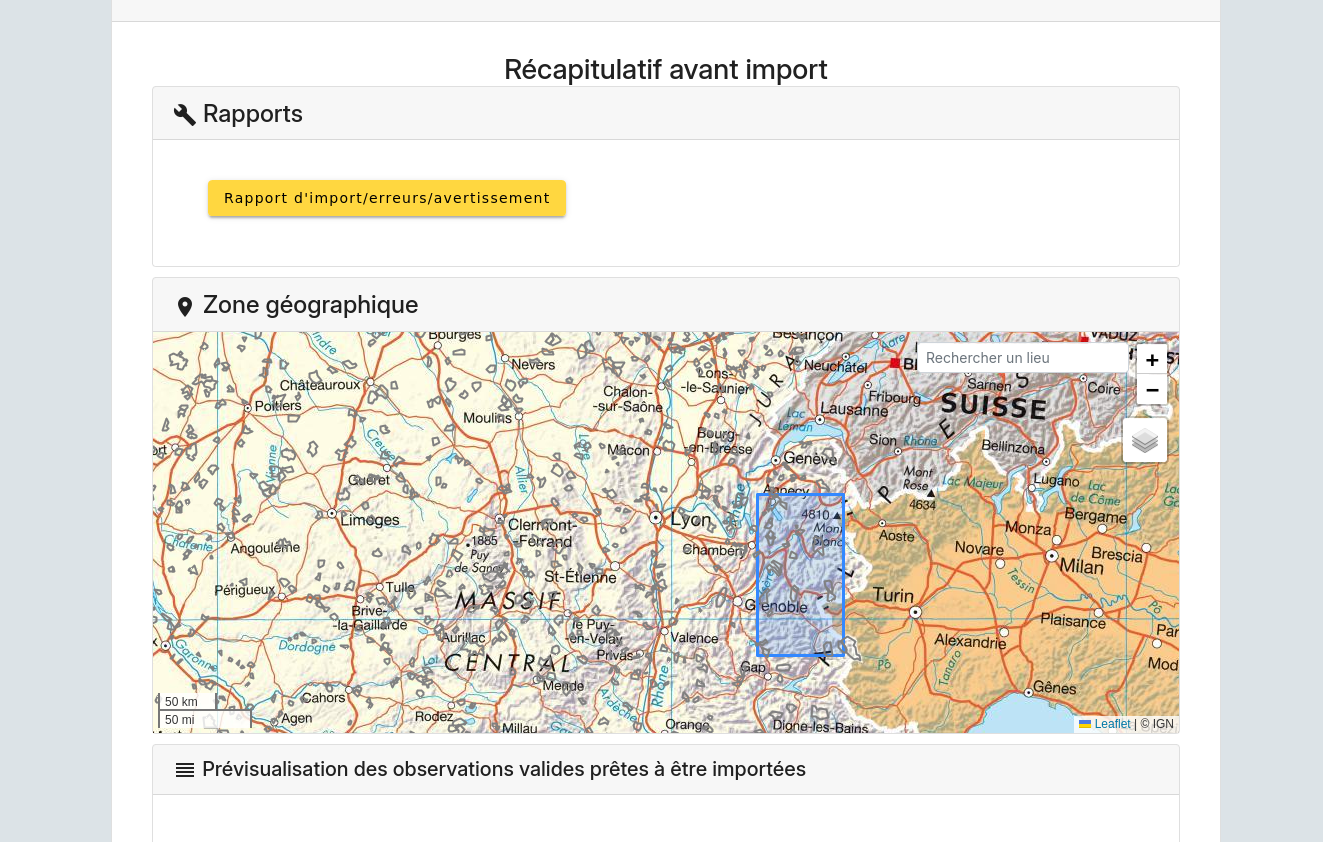 Récapitulatif avant import
Rapports
Rapport d'import/erreurs/avertissement
Zone géographique
Bourges
Indre
Nevers
Besançon
Neuchâtel
Aare
VADUZ
Rechercher un lieu
+
−
Châteauroux
Poitiers
Moulins
Chalon-
-sur-Saône
Lons-
-le-Saunier
JURA
Fribourg
Sarnen
Coire
SUISSE
Lac
Léman
Lausanne
Sion
Rhône
Bellinzona
Vienne
Creuse
Guéret
Allier
Loire
Mâcon
Bourg-
-en-Bresse
Genève
Mont
Rose
4634
Lac Majeur
Lugano
Lac
de Côme
Annecy
Limoges
Charente
Angoulême
Clermont-
-Ferrand
1885
Puy
de Sancy
Lyon
Chambéry
4810
Mont
Blanc
Aoste
Novare
Monza
Bergame
Milan
Brescia
St-Étienne
Périgueux
Tulle
Brive-
-la-Gaillarde
MASSIF
CENTRAL
Aurillac
le Puy-
-en-Velay
Privas
Valence
Grenoble
Turin
Tessin
Plaisance
Pô
Alexandrie
Garonne
Dordogne
Lot
Mende
Gap
Pô
Tanaro
Gênes
Mod
Cahors
Agen
Rodez
Millau
Ardèche
Rhône
Orange
Digne-les-Bains
50 km
50 mi
Leaflet | © IGN
Prévisualisation des observations valides prêtes à être importées